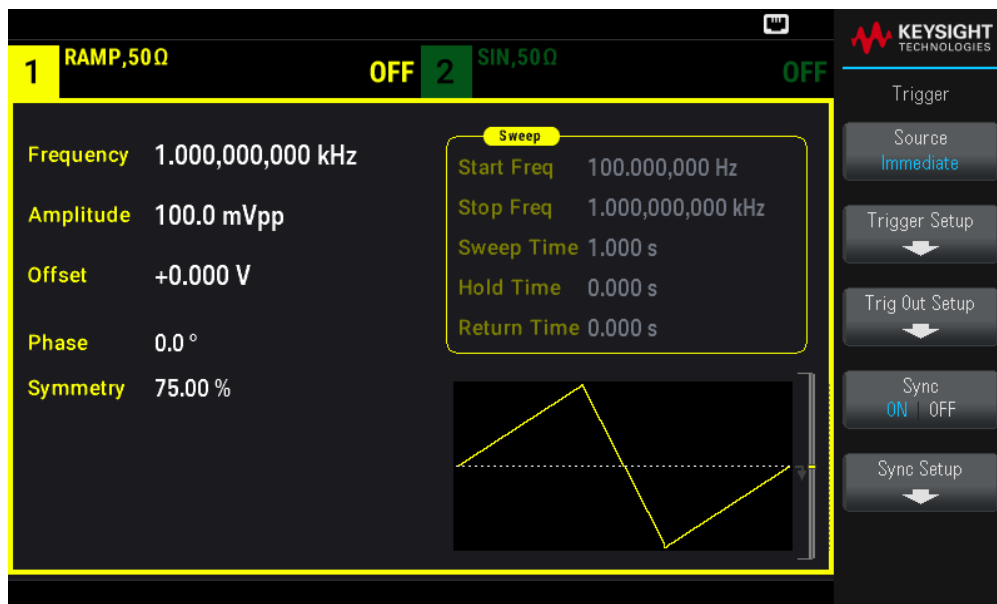 KEYSIGHT
TECHNOLOGIES
1 RAMP,50Ω OFF
2 SIN,50Ω OFF
Frequency 1.000,000,000 kHz
Amplitude 100.0 mVpp
Offset +0.000 V
Phase 0.0 °
Symmetry 75.00 %
Sweep
Start Freq 100.000,000 Hz
Stop Freq 1.000,000,000 kHz
Sweep Time 1.000 s
Hold Time 0.000 s
Return Time 0.000 s
Trigger
Source
Immediate
Trigger Setup
Trig Out Setup
Sync
ON | OFF
Sync Setup